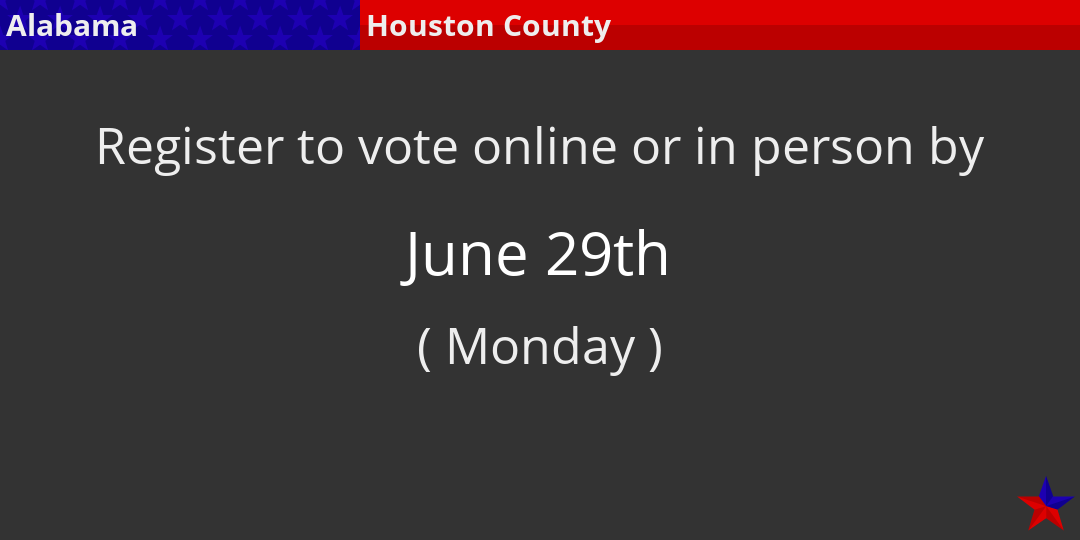 Alabama
Houston County
Register to vote online or in person by
June 29th
( Monday )